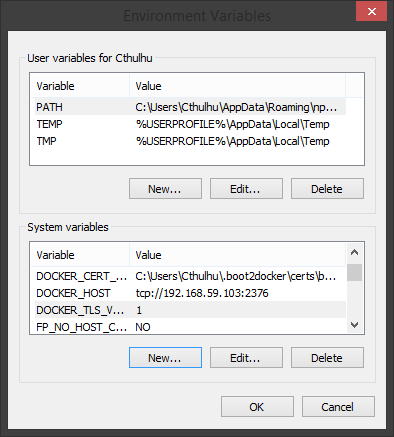 Environment Variables
User variables for Cthulhu
Variable Value
PATH C:\Users\Cthulhu\AppData\Roaming\np...
TEMP %USERPROFILE%\AppData\Local\Temp
TMP %USERPROFILE%\AppData\Local\Temp
New... Edit... Delete
System variables
Variable Value
DOCKER_CERT_... C:\Users\Cthulhu\.boot2docker\certs\b...
DOCKER_HOST tcp://192.168.59.103:2376
DOCKER_TLS_V... 1
FP_NO_HOST_C... NO
New... Edit... Delete
OK Cancel